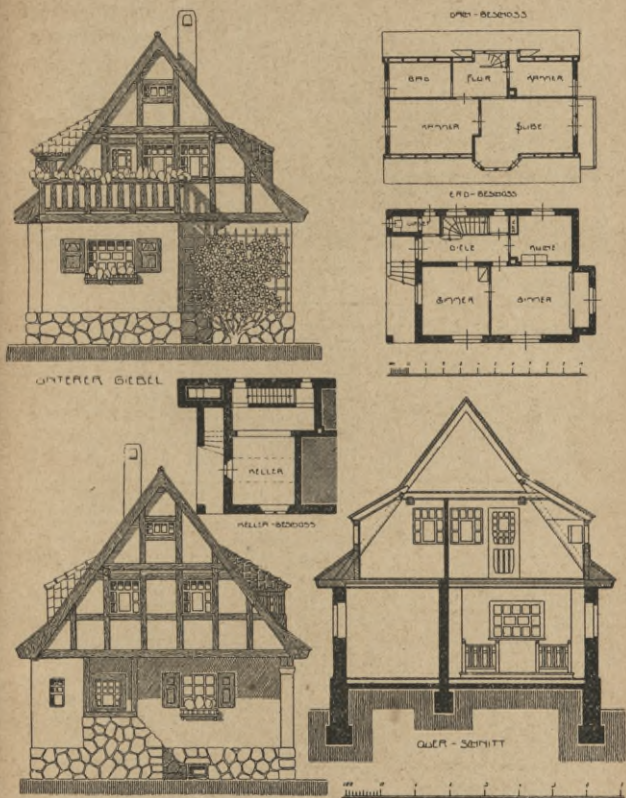 DACH-GESCHOSS
BAD
FLUR
KAMMER
KAMMER
STUBE
ERD-GESCHOSS
DIELE
KÜCHE
ZIMMER
ZIMMER
UNTERER GIEBEL
KELLER
KELLER-GESCHOSS
QUER-SCHNITT